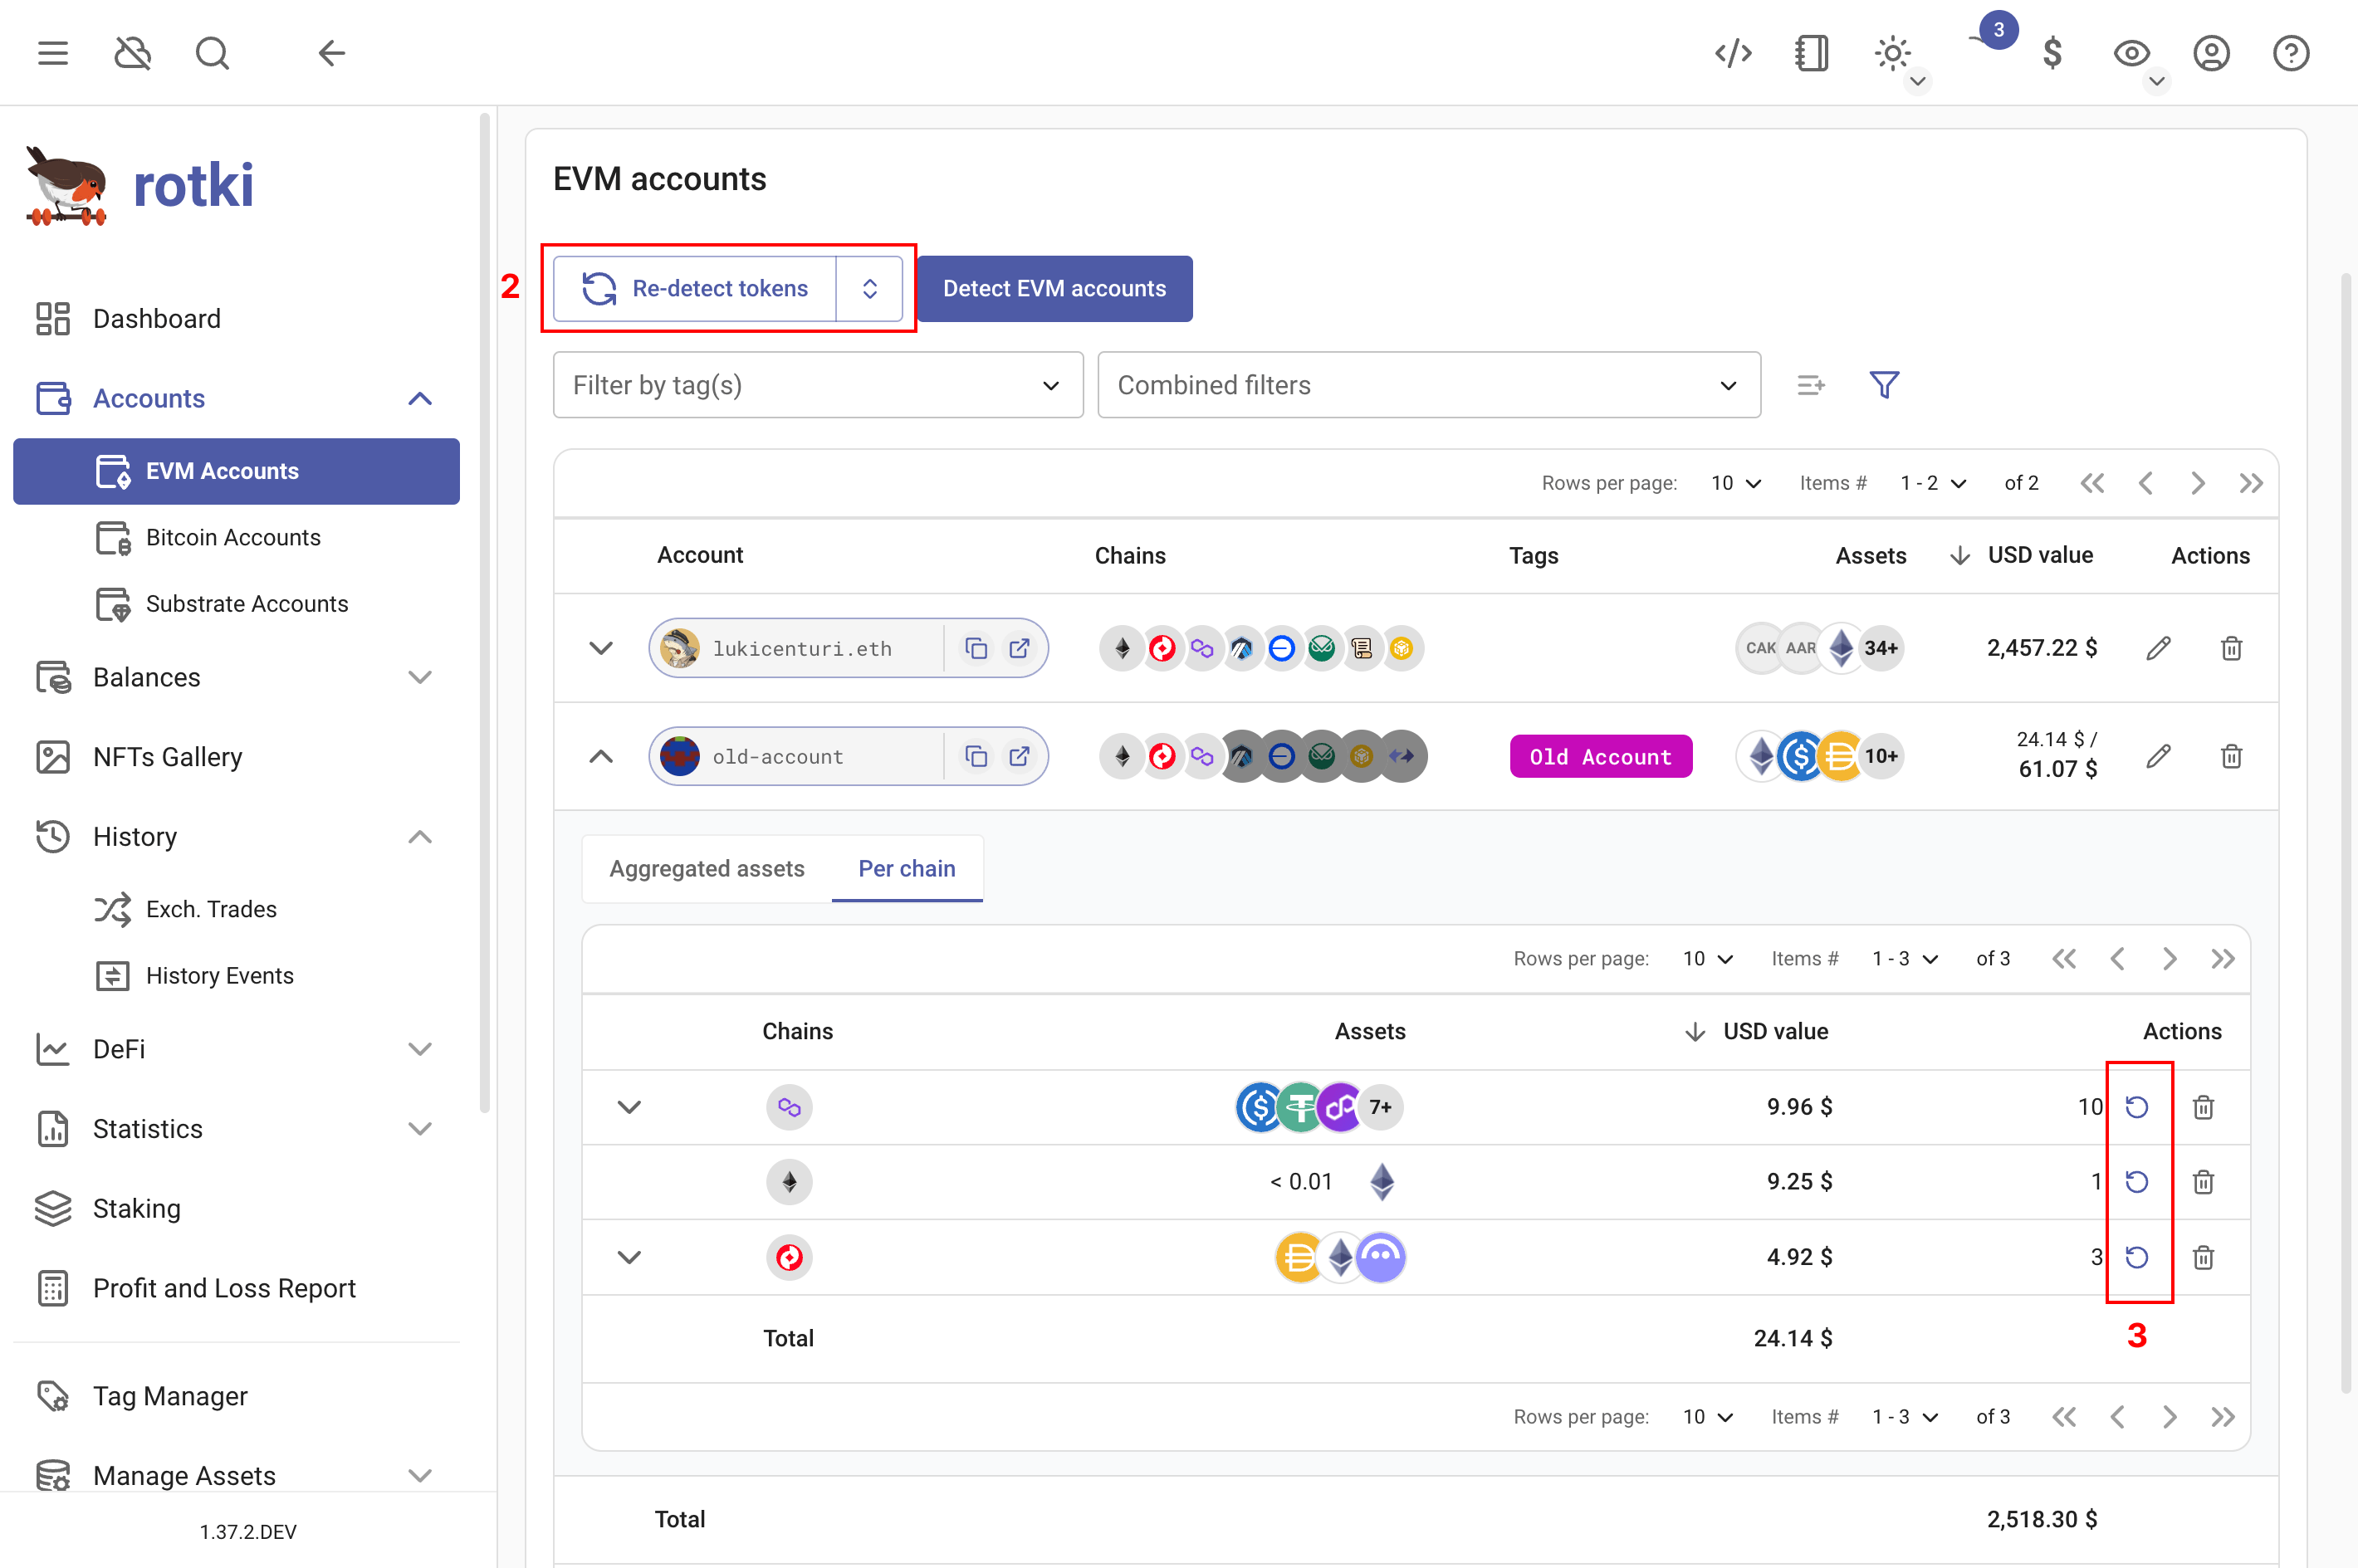 3
$
rotki
Dashboard
Accounts
EVM Accounts
Bitcoin Accounts
Substrate Accounts
Balances
NFTs Gallery
History
Exch. Trades
History Events
DeFi
Statistics
Staking
Profit and Loss Report
Tag Manager
Manage Assets
1.37.2.DEV
EVM accounts
2
Re-detect tokens
Detect EVM accounts
Filter by tag(s)
Combined filters
Rows per page: 10 Items # 1 - 2 of 2
Account Chains Tags Assets USD value Actions
lukicenturi.eth CAK AAR 34+ 2,457.22 $
old-account Old Account 10+ 24.14 $ /
61.07 $
Aggregated assets Per chain
Rows per page: 10 Items # 1 - 3 of 3
Chains Assets USD value Actions
7+ 9.96 $ 10
< 0.01 9.25 $ 1
4.92 $ 3
Total 24.14 $
3
Rows per page: 10 Items # 1 - 3 of 3
Total 2,518.30 $